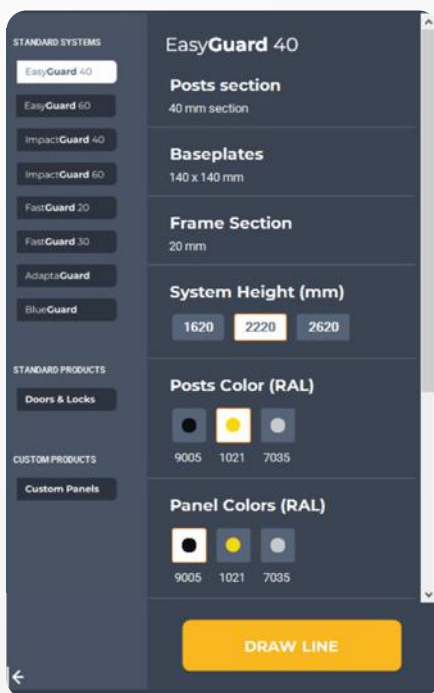 STANDARD SYSTEMS
EasyGuard 40
EasyGuard 60
ImpactGuard 40
ImpactGuard 60
FastGuard 20
FastGuard 30
AdaptaGuard
BlueGuard
STANDARD PRODUCTS
Doors & Locks
CUSTOM PRODUCTS
Custom Panels
EasyGuard 40
Posts section
40 mm section
Baseplates
140 x 140 mm
Frame Section
20 mm
System Height (mm)
1620 2220 2620
Posts Color (RAL)
9005 1021 7035
Panel Colors (RAL)
9005 1021 7035
DRAW LINE